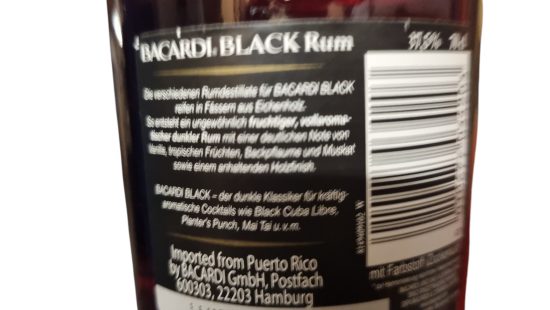 BACARDI BLACK Rum
37,5% 70cl
Die verschiedenen Rumdestillate für BACARDI BLACK
reifen in Fässern aus Eichenholz.
So entsteht ein ungewöhnlich fruchtiger, vollaroma-
tischer dunkler Rum mit einer deutlichen Note von
Vanille, tropischen Früchten, Backpflaume und Muskat
sowie einem anhaltenden Holzfinish.
BACARDI BLACK – der dunkle Klassiker für kräftig-
aromatische Cocktails wie Black Cuba Libre,
Planter's Punch, Mai Tai u.v.m.
Imported from Puerto Rico
by BACARDI GmbH, Postfach
600303, 22203 Hamburg
mit Farbstoff